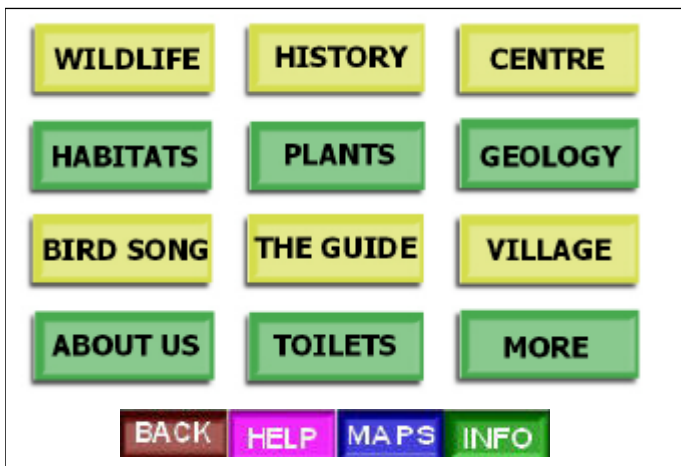 WILDLIFE HISTORY CENTRE
HABITATS PLANTS GEOLOGY
BIRD SONG THE GUIDE VILLAGE
ABOUT US TOILETS MORE
BACK HELP MAPS INFO